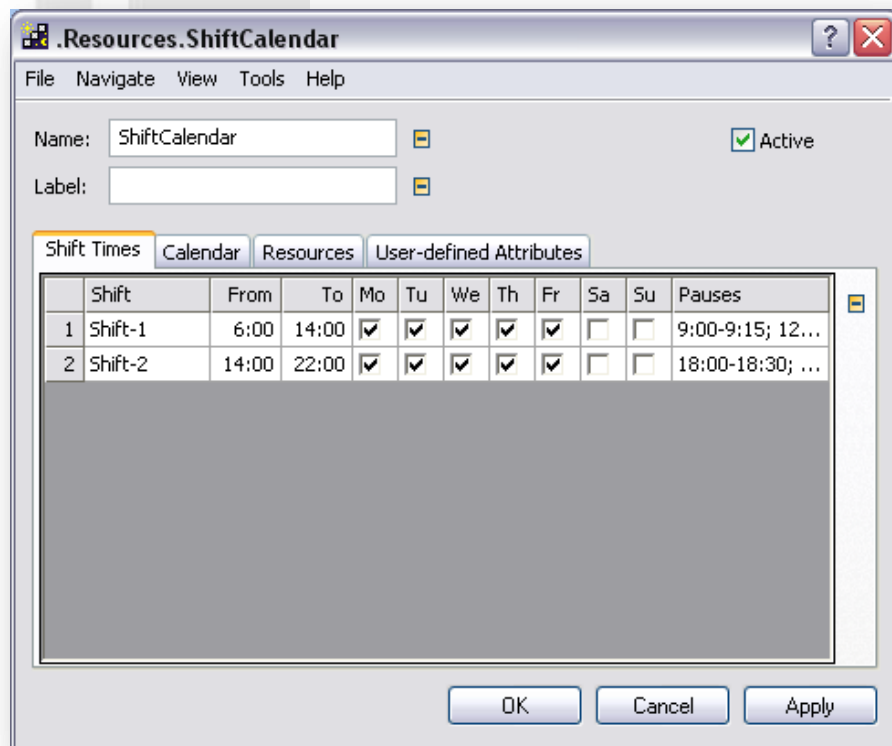 .Resources.ShiftCalendar ?
File Navigate View Tools Help
Name: ShiftCalendar Active
Label:
Shift Times Calendar Resources User-defined Attributes
Shift From To Mo Tu We Th Fr Sa Su Pauses
1 Shift-1 6:00 14:00 9:00-9:15; 12...
2 Shift-2 14:00 22:00 18:00-18:30; ...
OK Cancel Apply